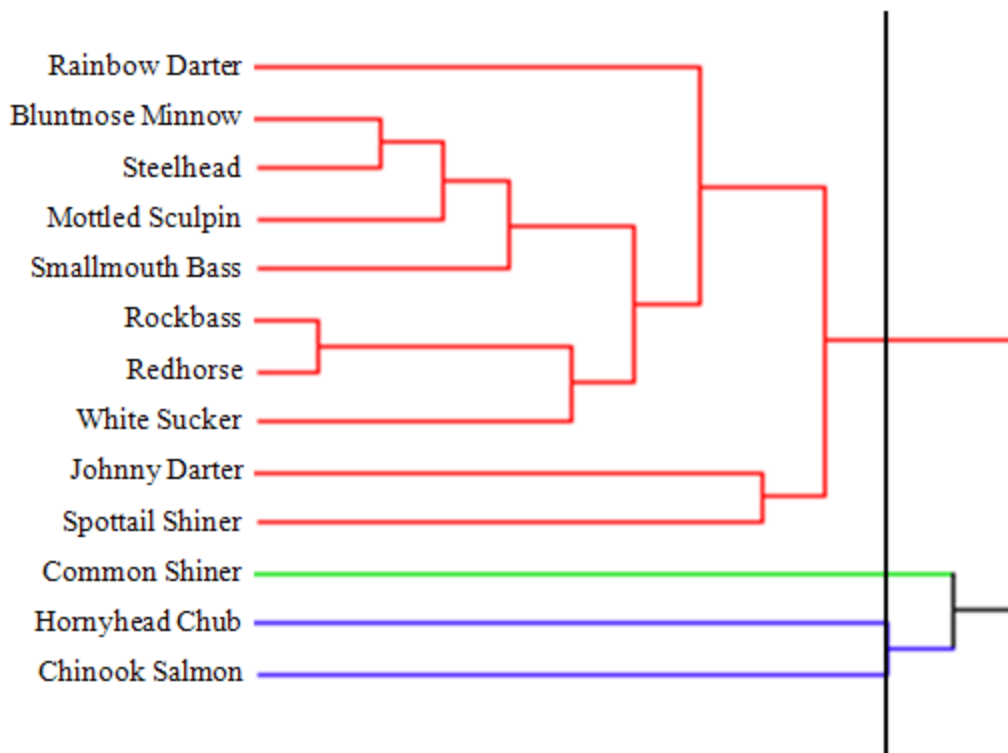 Rainbow Darter
Bluntnose Minnow
Steelhead
Mottled Sculpin
Smallmouth Bass
Rockbass
Redhorse
White Sucker
Johnny Darter
Spottail Shiner
Common Shiner
Hornyhead Chub
Chinook Salmon